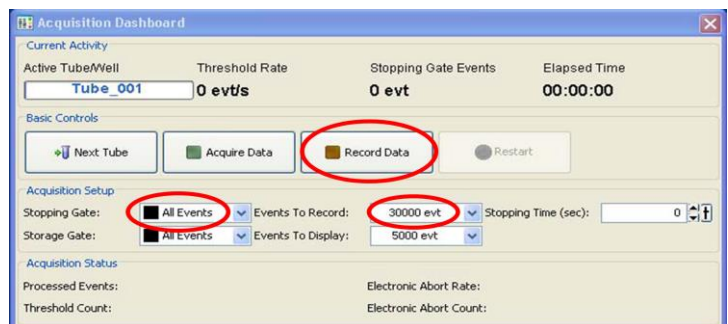 Acquisition Dashboard
Current Activity
Active Tube/Well Threshold Rate Stopping Gate Events Elapsed Time
Tube_001 0 evt/s 0 evt 00:00:00
Basic Controls
Next Tube Acquire Data Record Data Restart
Acquisition Setup
Stopping Gate: All Events Events To Record: 30000 evt Stopping Time (sec): 0
Storage Gate: All Events Events To Display: 5000 evt
Acquisition Status
Processed Events: Electronic Abort Rate:
Threshold Count: Electronic Abort Count: